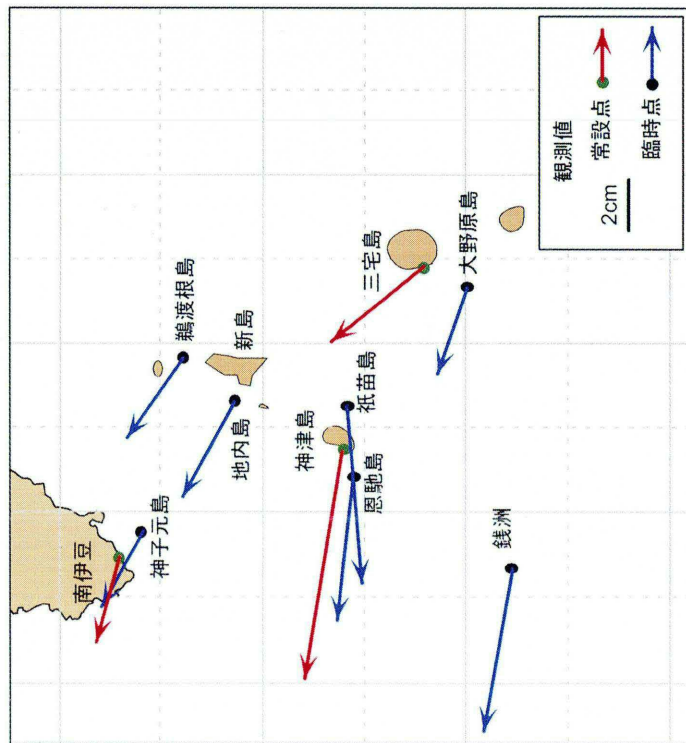 南伊豆
神子元島
鵜渡根島
新島
地内島
神津島
祇苗島
恩馳島
三宅島
大野原島
銭洲
観測値
常設点
臨時点
2cm